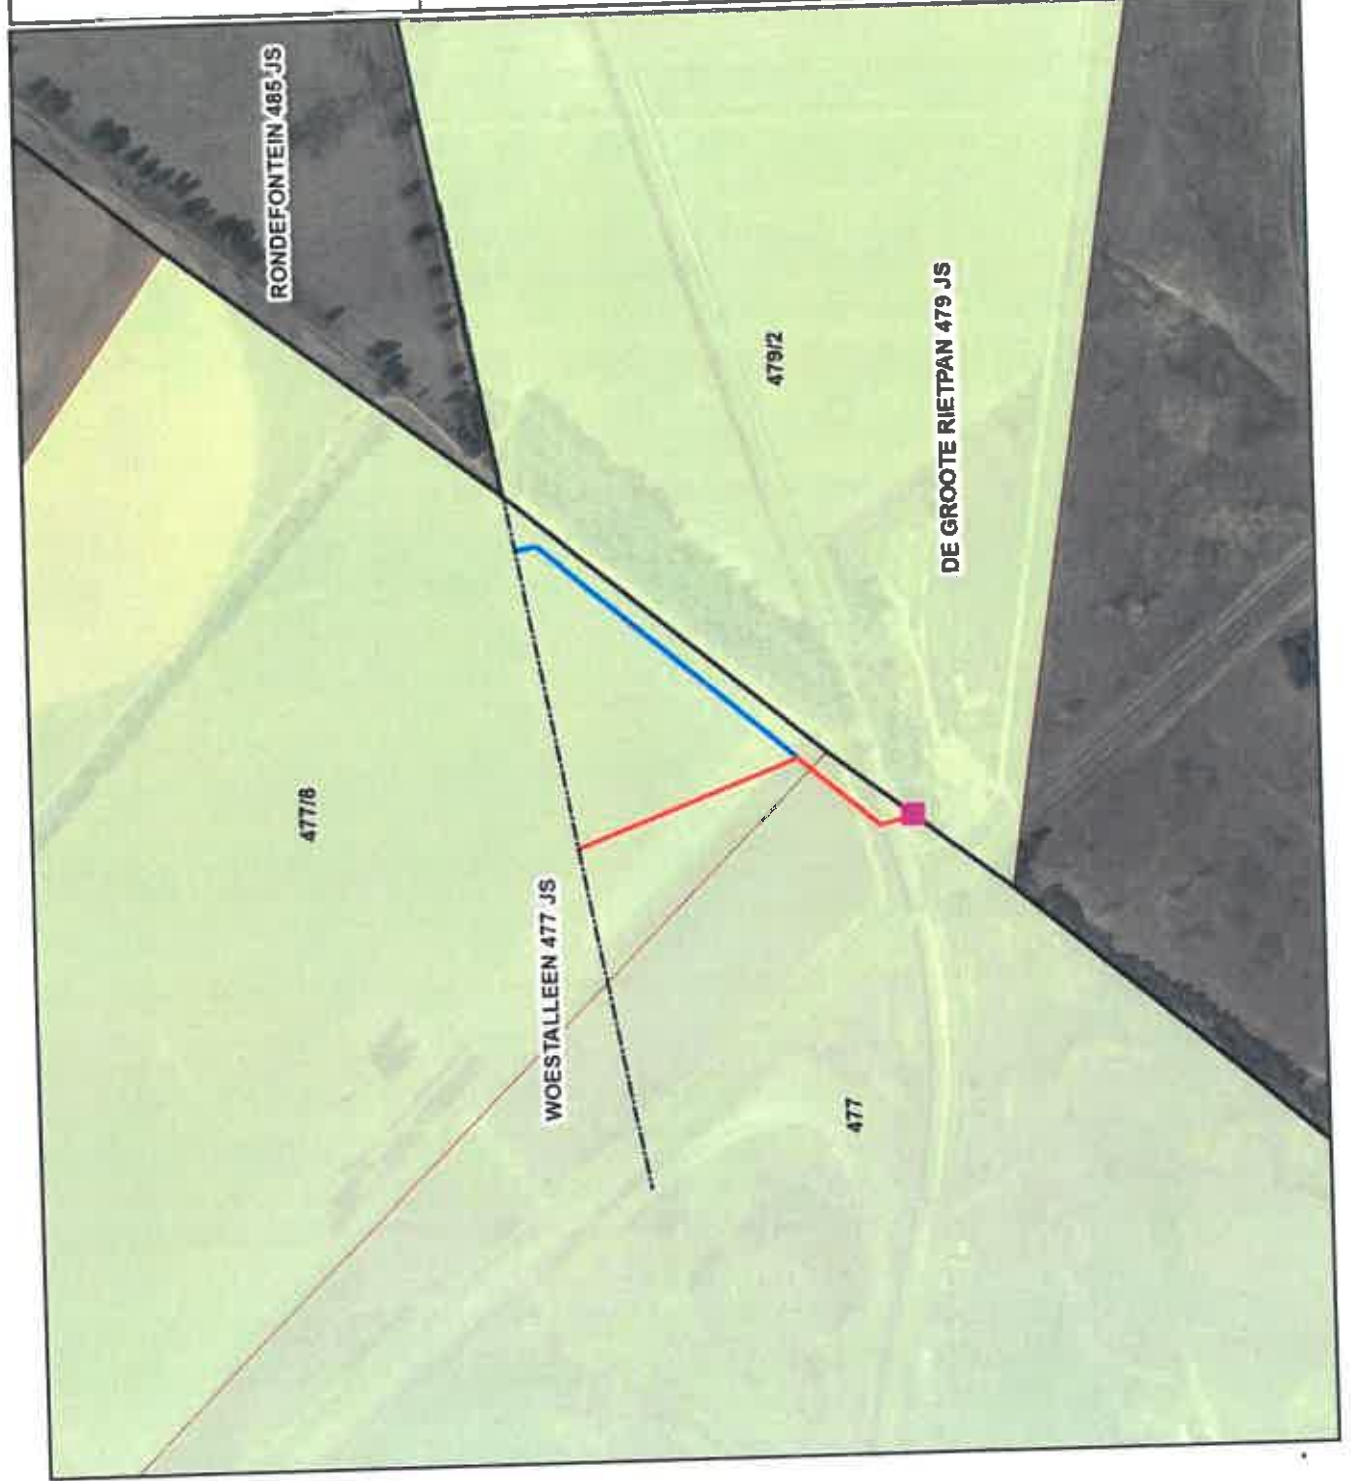 RONDEFONTEIN 485 JS
479/2
DE GROOTE RIETPAN 479 JS
477/8
WOESTALLEEN 477 JS
477